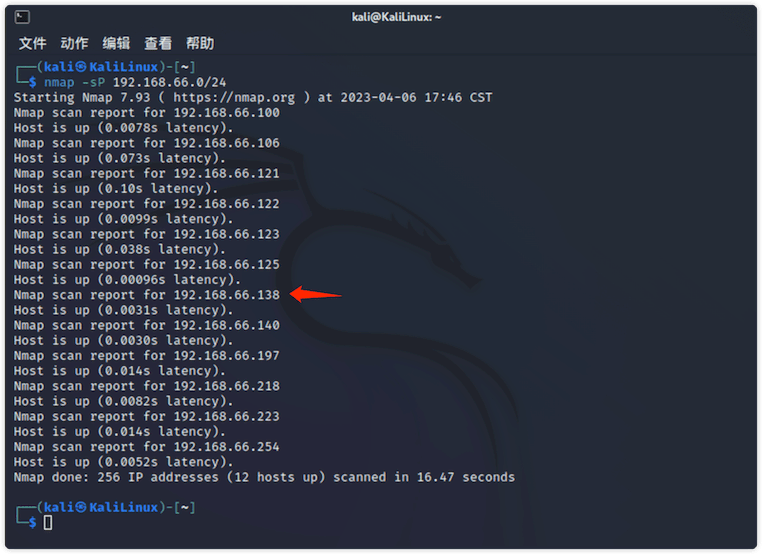 kali@KaliLinux: ~
文件 动作 编辑 查看 帮助
┌──(kali㉿KaliLinux)-[~]
└─$ nmap -sP 192.168.66.0/24
Starting Nmap 7.93 ( https://nmap.org ) at 2023-04-06 17:46 CST
Nmap scan report for 192.168.66.100
Host is up (0.0078s latency).
Nmap scan report for 192.168.66.106
Host is up (0.073s latency).
Nmap scan report for 192.168.66.121
Host is up (0.10s latency).
Nmap scan report for 192.168.66.122
Host is up (0.0099s latency).
Nmap scan report for 192.168.66.123
Host is up (0.038s latency).
Nmap scan report for 192.168.66.125
Host is up (0.00096s latency).
Nmap scan report for 192.168.66.138
Host is up (0.0031s latency).
Nmap scan report for 192.168.66.140
Host is up (0.0030s latency).
Nmap scan report for 192.168.66.197
Host is up (0.014s latency).
Nmap scan report for 192.168.66.218
Host is up (0.0082s latency).
Nmap scan report for 192.168.66.223
Host is up (0.014s latency).
Nmap scan report for 192.168.66.254
Host is up (0.0052s latency).
Nmap done: 256 IP addresses (12 hosts up) scanned in 16.47 seconds
┌──(kali㉿KaliLinux)-[~]
└─$